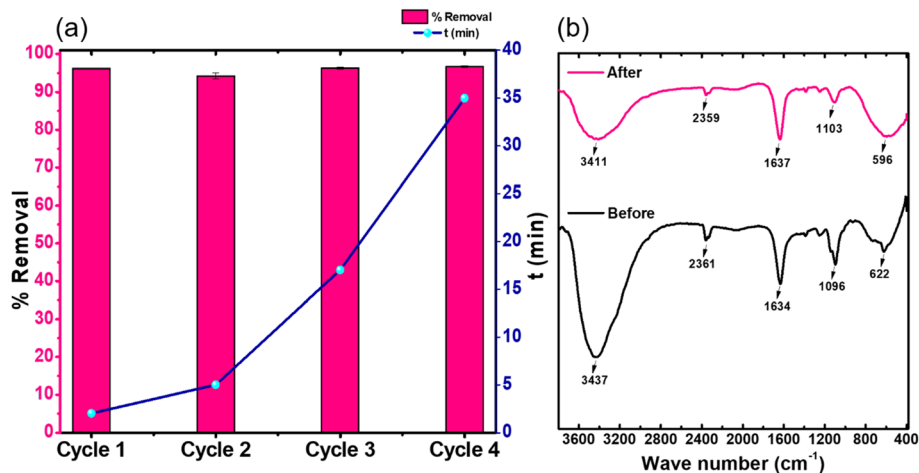 (a)
% Removal
t (min)
100
90
80
70
60
50
40
30
20
10
0
% Removal
40
35
30
25
20
15
10
5
0
t (min)
Cycle 1 Cycle 2 Cycle 3 Cycle 4
(b)
After
2359
1103
3411
1637
596
Before
2361
1634
1096
622
3437
3800 3200 2800 2400 2000 1600 1200 800 400
Wave number (cm⁻¹)